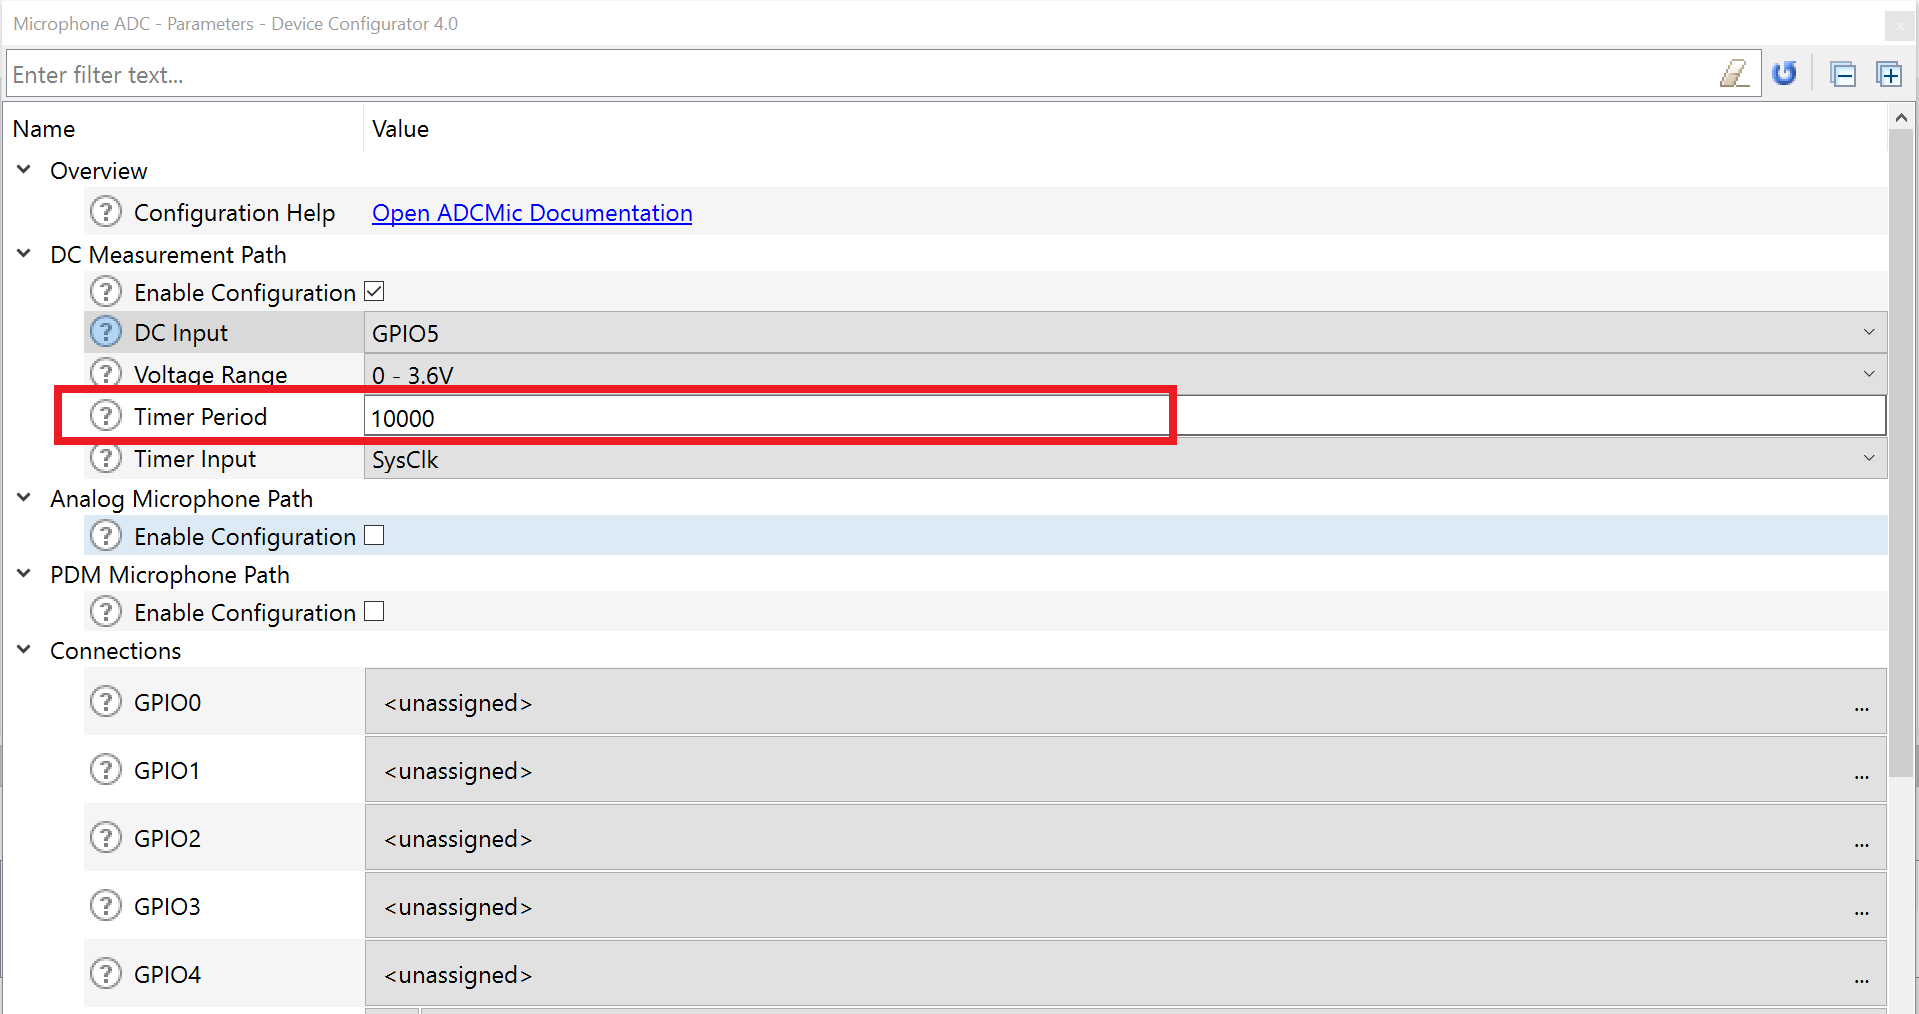 Microphone ADC - Parameters - Device Configurator 4.0
Enter filter text...
Name Value
Overview
Configuration Help Open ADCMic Documentation
DC Measurement Path
Enable Configuration
DC Input GPIO5
Voltage Range 0 - 3.6V
Timer Period 10000
Timer Input SysClk
Analog Microphone Path
Enable Configuration
PDM Microphone Path
Enable Configuration
Connections
GPIO0 <unassigned> ...
GPIO1 <unassigned> ...
GPIO2 <unassigned> ...
GPIO3 <unassigned> ...
GPIO4 <unassigned> ...